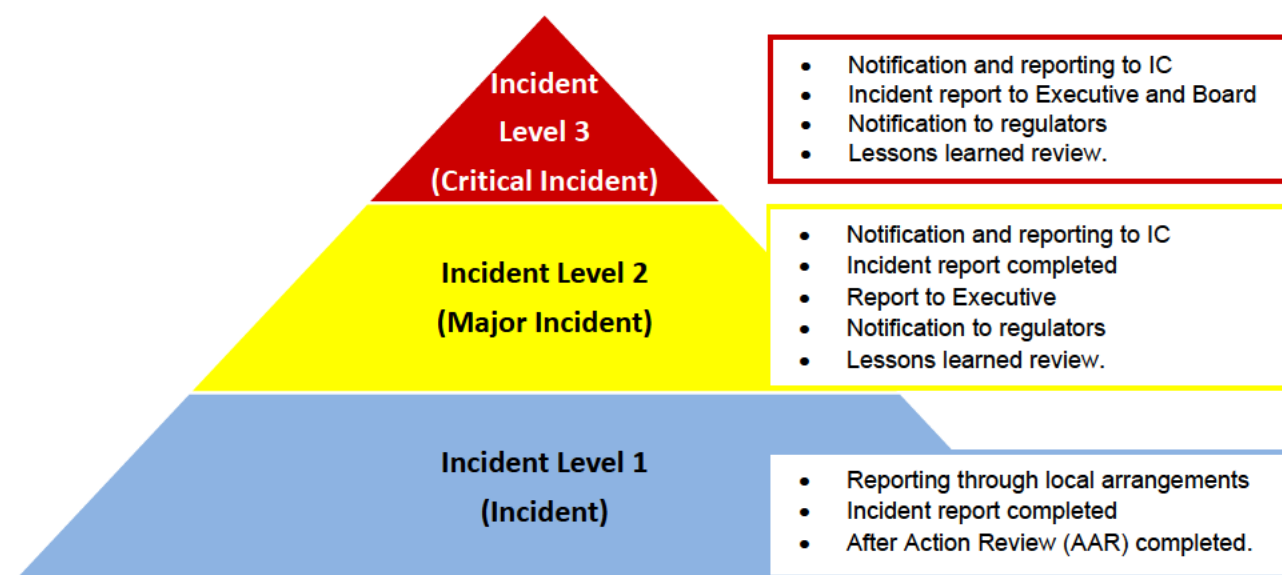 Incident
Level 3
(Critical Incident)
• Notification and reporting to IC
• Incident report to Executive and Board
• Notification to regulators
• Lessons learned review.
Incident Level 2
(Major Incident)
• Notification and reporting to IC
• Incident report completed
• Report to Executive
• Notification to regulators
• Lessons learned review.
Incident Level 1
(Incident)
• Reporting through local arrangements
• Incident report completed
• After Action Review (AAR) completed.